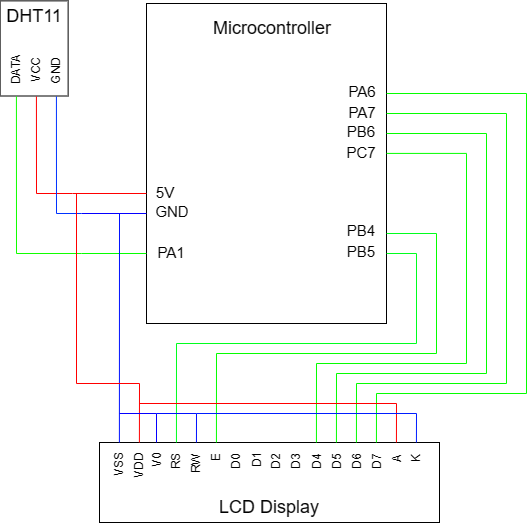 DHT11
DATA
VCC
GND
Microcontroller
PA6
PA7
PB6
PC7
5V
GND
PA1
PB4
PB5
VSS
VDD
V0
RS
RW
E
D0
D1
D2
D3
D4
D5
D6
D7
A
K
LCD Display